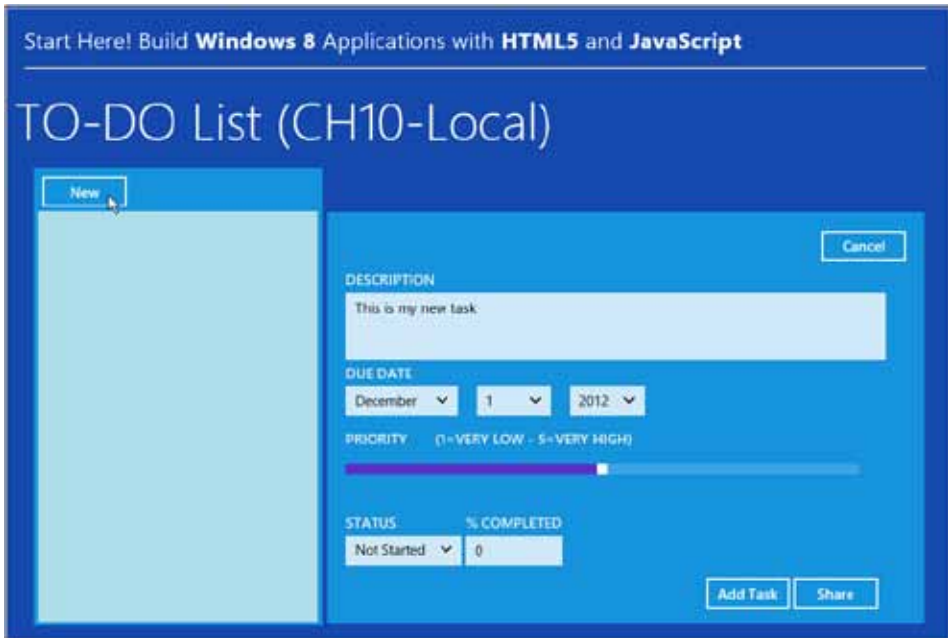 Start Here! Build Windows 8 Applications with HTML5 and JavaScript
TO-DO List (CH10-Local)
New
Cancel
DESCRIPTION
This is my new task
DUE DATE
December 1 2012
PRIORITY (1=VERY LOW - 5=VERY HIGH)
STATUS % COMPLETED
Not Started 0
Add Task Share